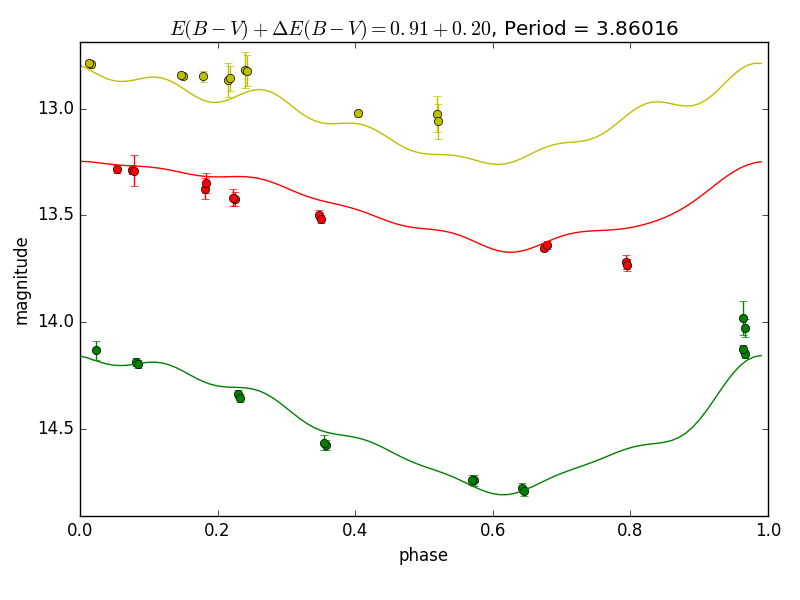 E(B − V) + ΔE(B − V) = 0.91 + 0.20, Period = 3.86016
13.0
13.5
14.0
14.5
magnitude
0.0 0.2 0.4 0.6 0.8 1.0
phase